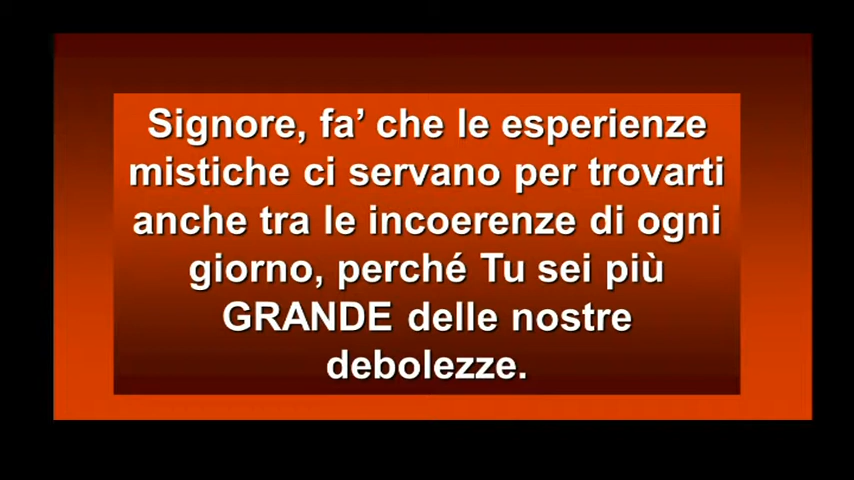 Signore, fa’ che le esperienze
mistiche ci servano per trovarti
anche tra le incoerenze di ogni
giorno, perché Tu sei più
GRANDE delle nostre
debolezze.